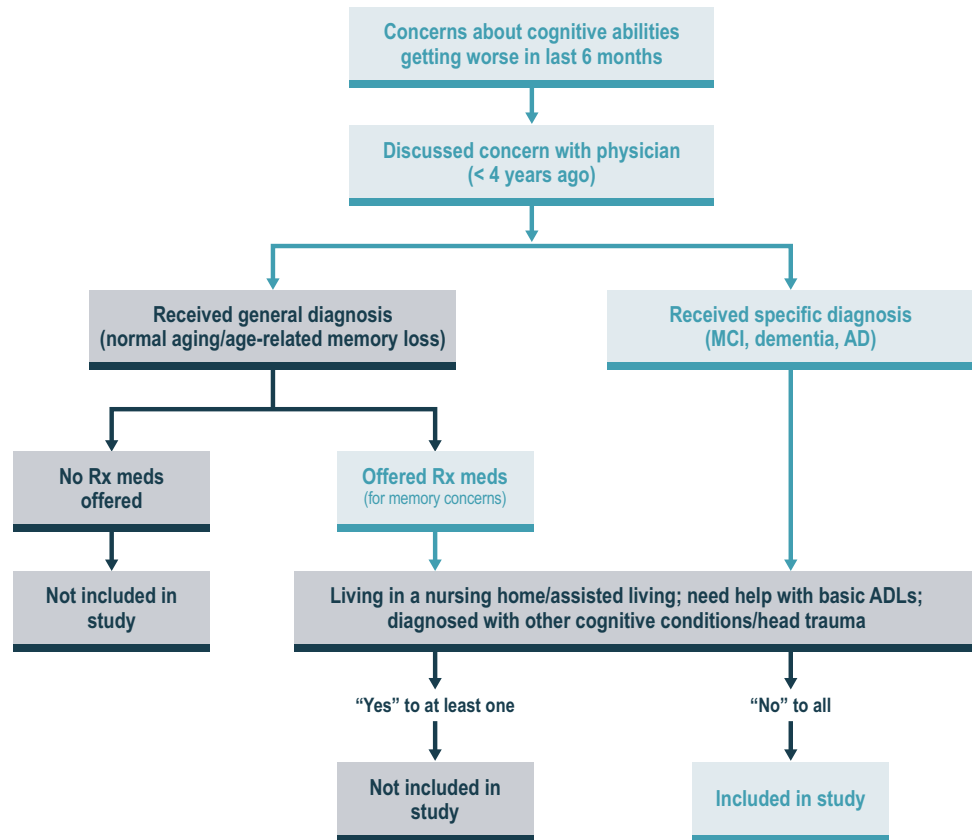 Concerns about cognitive abilities
getting worse in last 6 months
Discussed concern with physician
(< 4 years ago)
Received general diagnosis
(normal aging/age-related memory loss)
Received specific diagnosis
(MCI, dementia, AD)
No Rx meds
offered
Offered Rx meds
(for memory concerns)
Not included in
study
Living in a nursing home/assisted living; need help with basic ADLs;
diagnosed with other cognitive conditions/head trauma
“Yes” to at least one
“No” to all
Not included in
study
Included in study